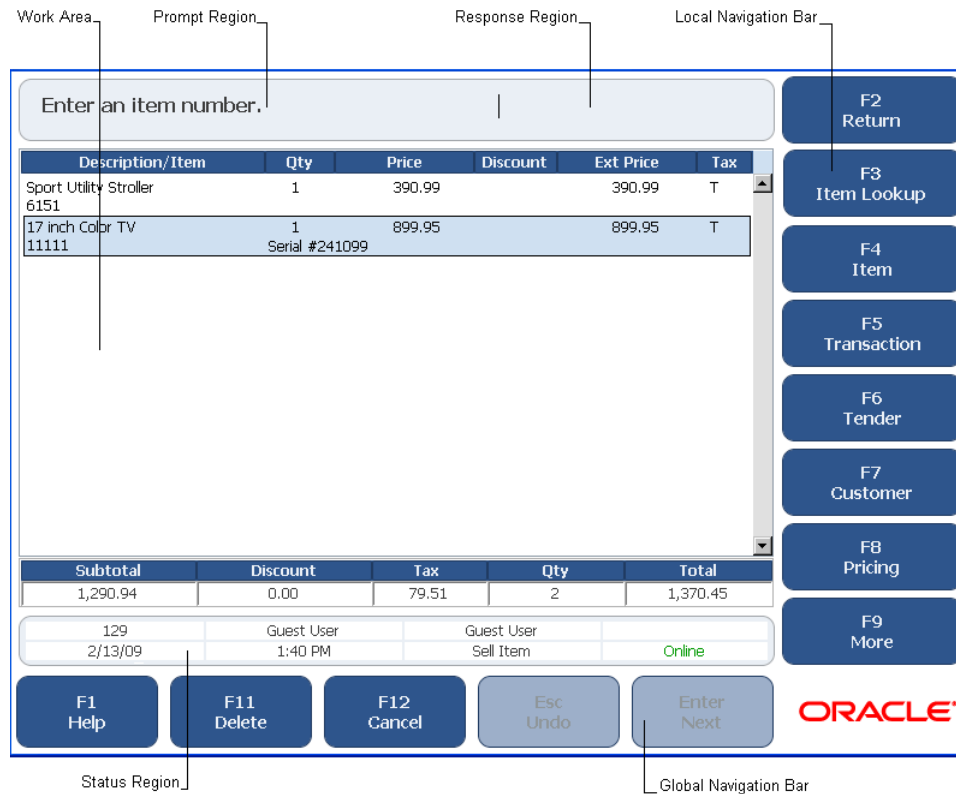 Work Area Prompt Region Response Region Local Navigation Bar
Enter an item number.
F2
Return
Description/Item Qty Price Discount Ext Price Tax
Sport Utility Stroller 1 390.99 390.99 T
6151
17 inch Color TV 1 899.95 899.95 T
11111 Serial #241099
F3
Item Lookup
F4
Item
F5
Transaction
F6
Tender
F7
Customer
F8
Pricing
F9
More
Subtotal Discount Tax Qty Total
1,290.94 0.00 79.51 2 1,370.45
129 Guest User Guest User
2/13/09 1:40 PM Sell Item Online
F1
Help
F11
Delete
F12
Cancel
Esc
Undo
Enter
Next
ORACLE
Status Region Global Navigation Bar